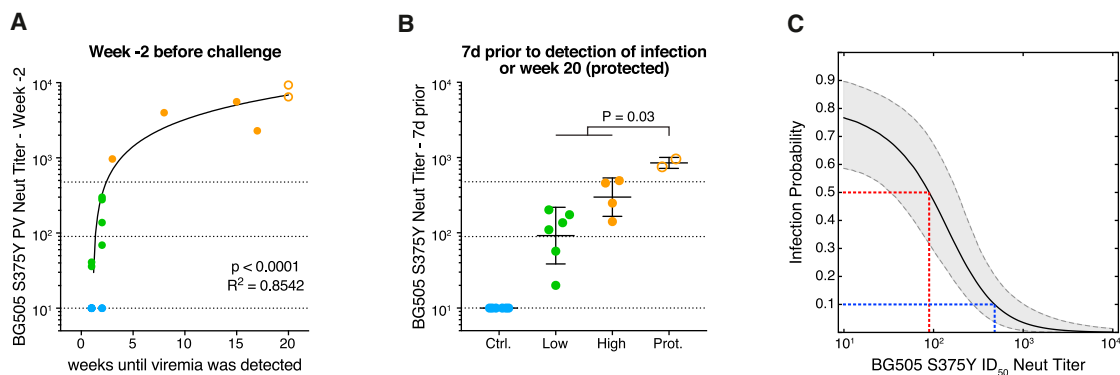 A
Week -2 before challenge
BG505 S375Y PV Neut Titer - Week -2
10⁴
10³
10²
10¹
p < 0.0001
R² = 0.8542
0 5 10 15 20
weeks until viremia was detected
B
7d prior to detection of infection
or week 20 (protected)
BG505 S375Y Neut Titer - 7d prior
10⁴
10³
10²
10¹
P = 0.03
Ctrl. Low High Prot.
C
Infection Probability
0.9
0.8
0.7
0.6
0.5
0.4
0.3
0.2
0.1
10¹ 10² 10³ 10⁴
BG505 S375Y ID₅₀ Neut Titer